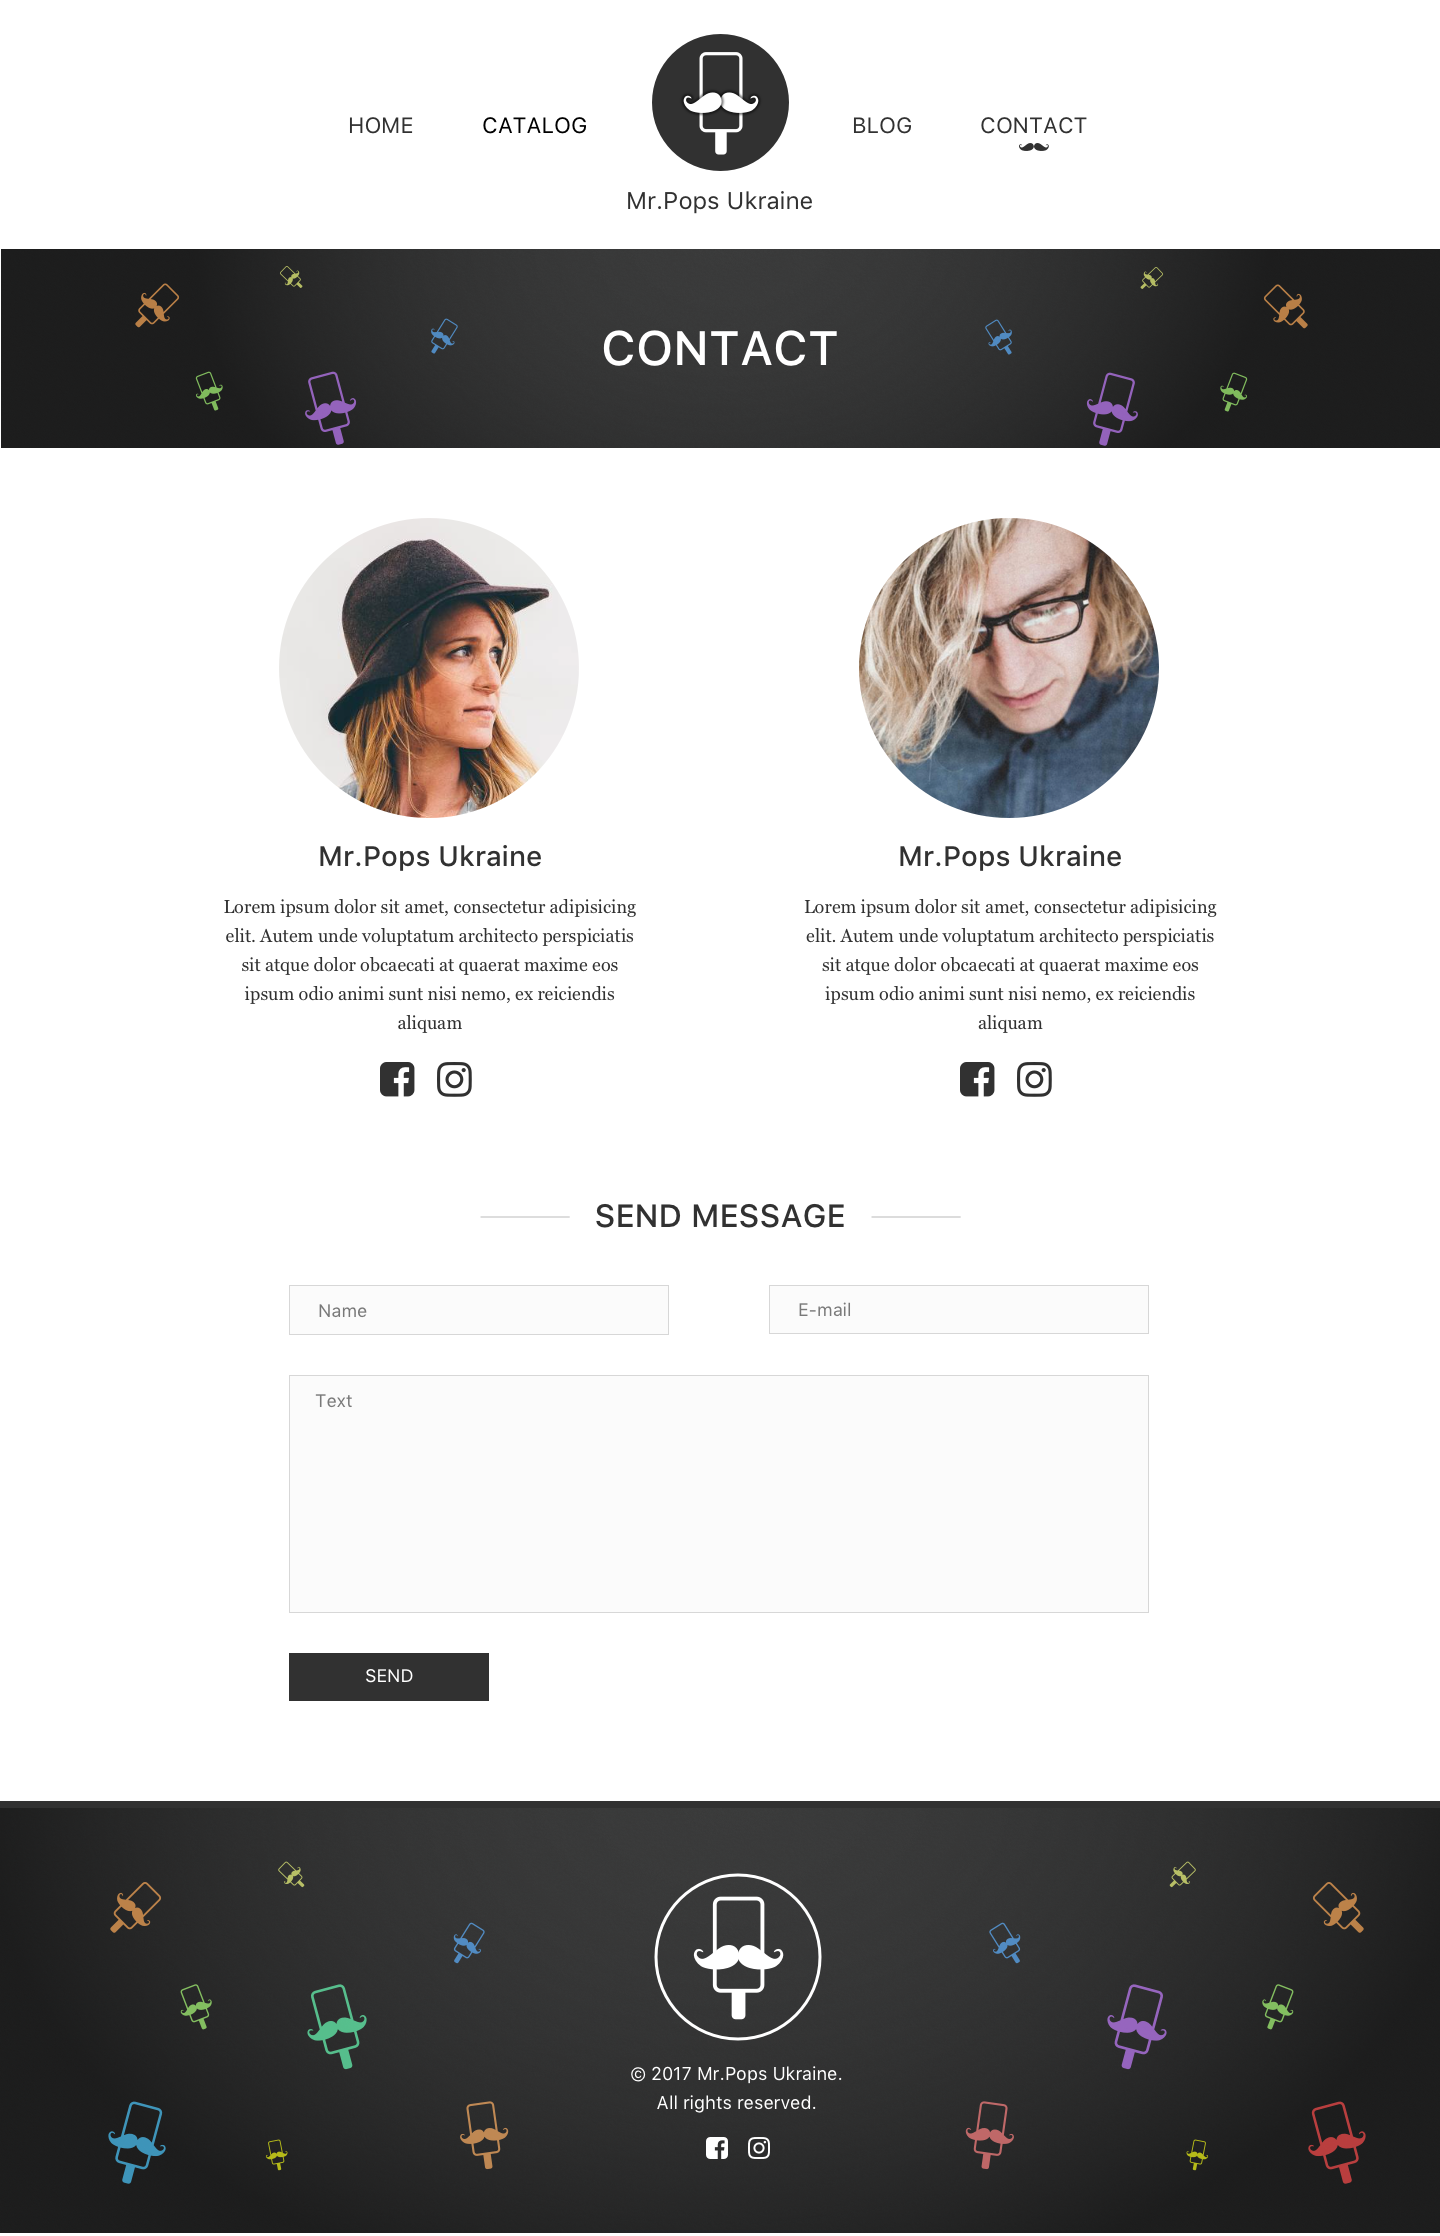 HOME
CATALOG
BLOG
CONTACT
Mr.Pops Ukraine
CONTACT
Mr.Pops Ukraine
Lorem ipsum dolor sit amet, consectetur adipisicing
elit. Autem unde voluptatum architecto perspiciatis
sit atque dolor obcaecati at quaerat maxime eos
ipsum odio animi sunt nisi nemo, ex reiciendis
aliquam
Mr.Pops Ukraine
Lorem ipsum dolor sit amet, consectetur adipisicing
elit. Autem unde voluptatum architecto perspiciatis
sit atque dolor obcaecati at quaerat maxime eos
ipsum odio animi sunt nisi nemo, ex reiciendis
aliquam
SEND MESSAGE
Name
E-mail
Text
SEND
© 2017 Mr.Pops Ukraine.
All rights reserved.